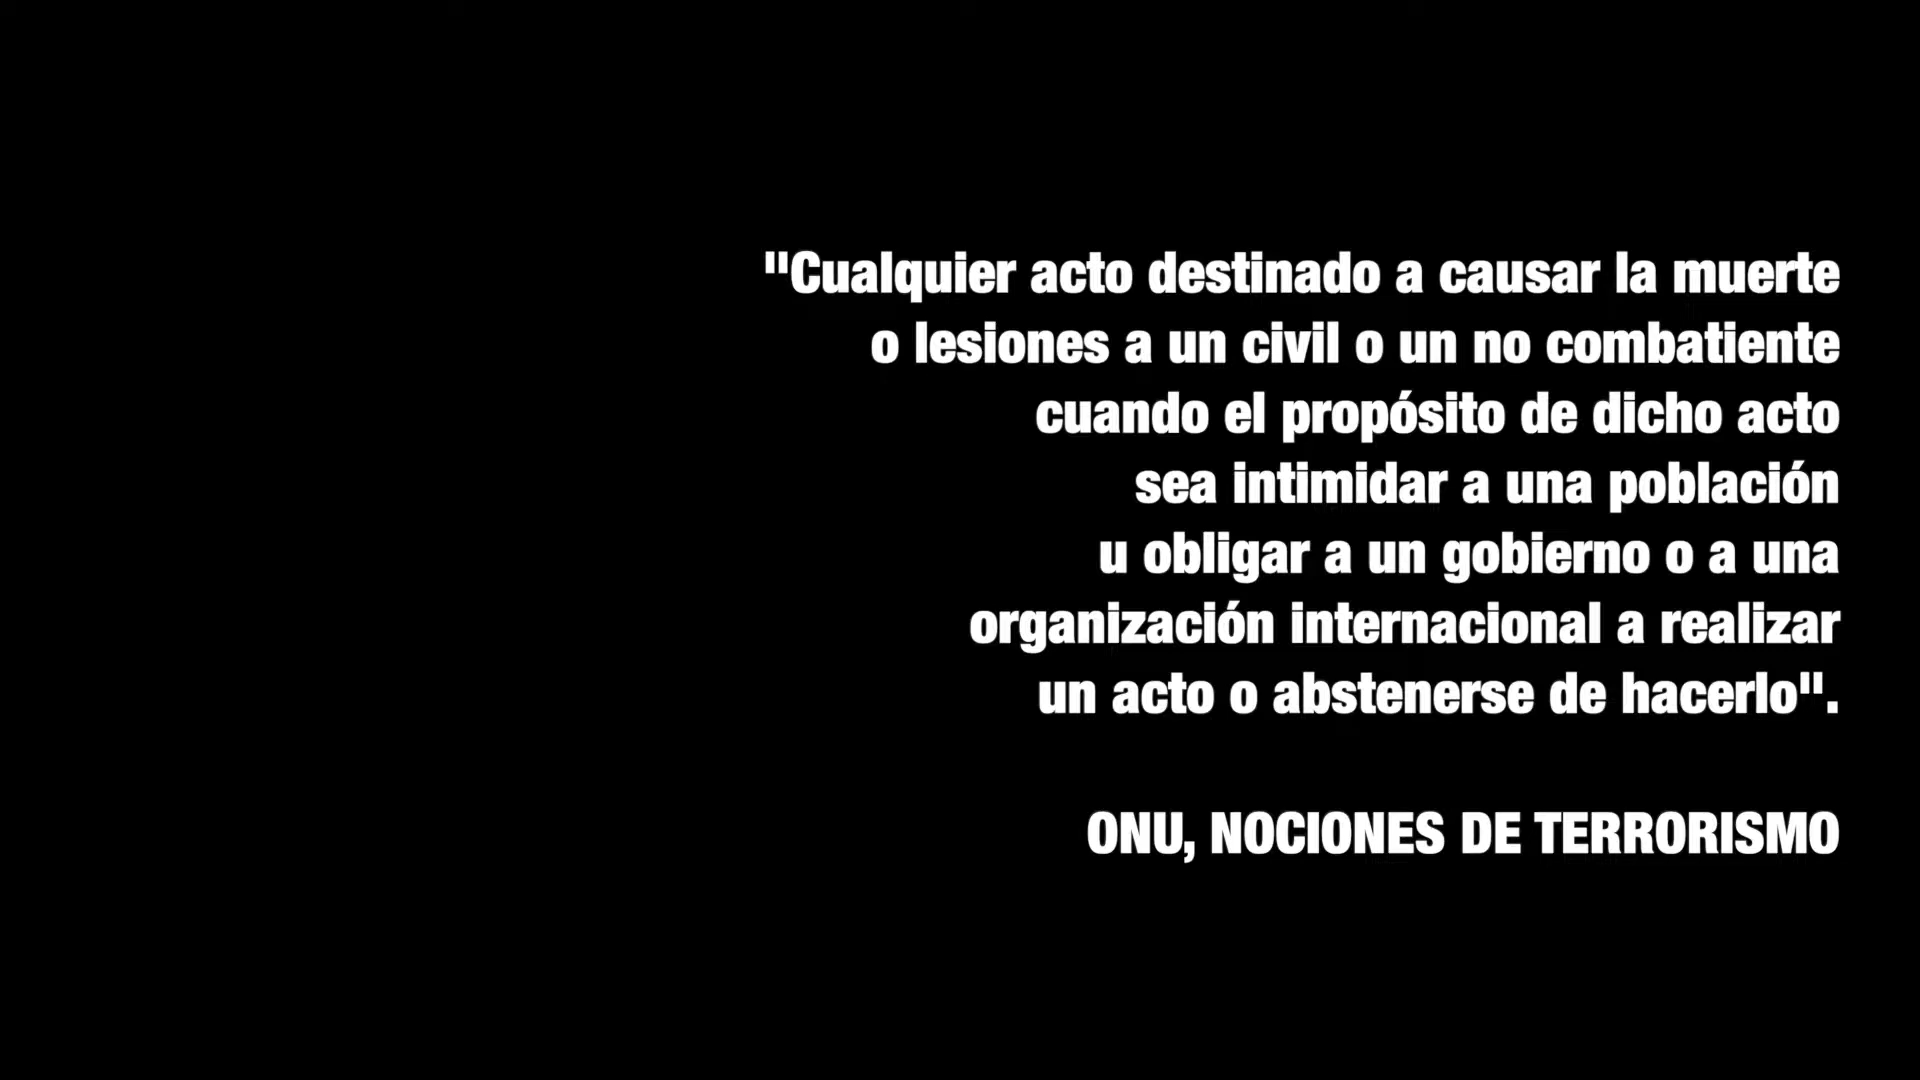 "Cualquier acto destinado a causar la muerte
o lesiones a un civil o un no combatiente
cuando el propósito de dicho acto
sea intimidar a una población
u obligar a un gobierno o a una
organización internacional a realizar
un acto o abstenerse de hacerlo".
ONU, NOCIONES DE TERRORISMO